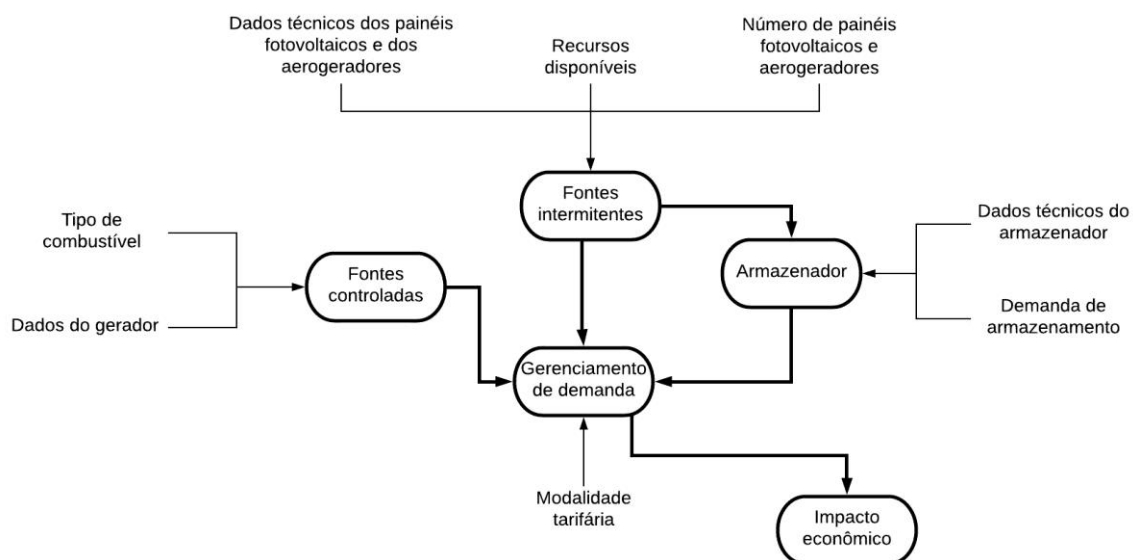 Dados técnicos dos painéis
fotovoltaicos e dos
aerogeradores
Recursos
disponíveis
Número de painéis
fotovoltaicos e
aerogeradores
Fontes
intermitentes
Tipo de
combustível
Dados do gerador
Fontes
controladas
Armazenador
Dados técnicos do
armazenador
Demanda de
armazenamento
Gerenciamento
de demanda
Modalidade
tarifária
Impacto
econômico